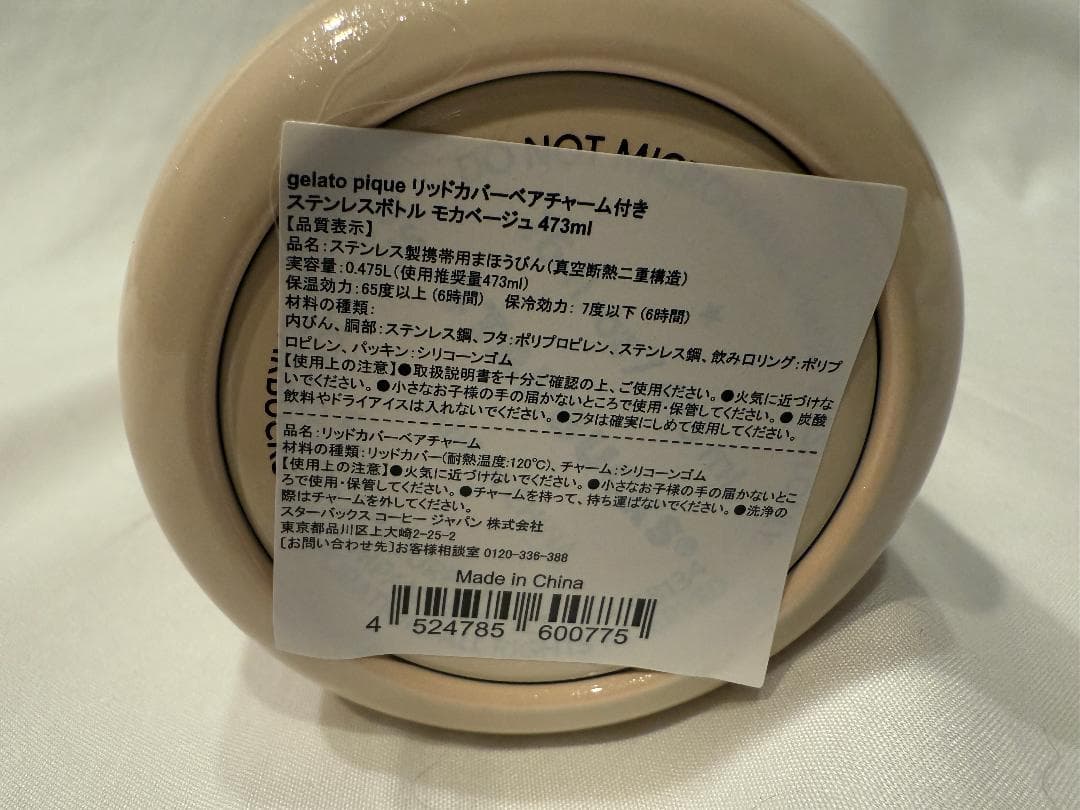 NOT MICR
gelato pique リッドカバーベアチャーム付き
ステンレスボトル モカベージュ 473ml
【品質表示】
品名：ステンレス製携帯用まほうびん（真空断熱二重構造）
実容量：0.475L（使用推奨量473ml）
保温効力：65度以上（6時間） 保冷効力： 7度以下（6時間）
材料の種類：
内びん、胴部：ステンレス鋼、フタ：ポリプロピレン、ステンレス鋼、飲み口リング：ポリプ
ロピレン、パッキン：シリコーンゴム
【使用上の注意】●取扱説明書を十分ご確認の上、ご使用ください。●火気に近づけな
いでください。●小さなお子様の手の届かないところで使用・保管してください。●炭酸
飲料やドライアイスは入れないでください。●フタは確実にしめて使用してください。
品名：リッドカバーベアチャーム
材料の種類：リッドカバー（耐熱温度：120℃）、チャーム：シリコーンゴム
【使用上の注意】●火気に近づけないでください。●小さなお子様の手の届かないとこ
ろで使用・保管してください。●チャームを持って、持ち運ばないでください。●洗浄の
際はチャームを外してください。
スターバックス コーヒー ジャパン 株式会社
東京都品川区上大崎2-25-2
〔お問い合わせ先〕お客様相談室 0120-336-388
Made in China
4 524785 600775